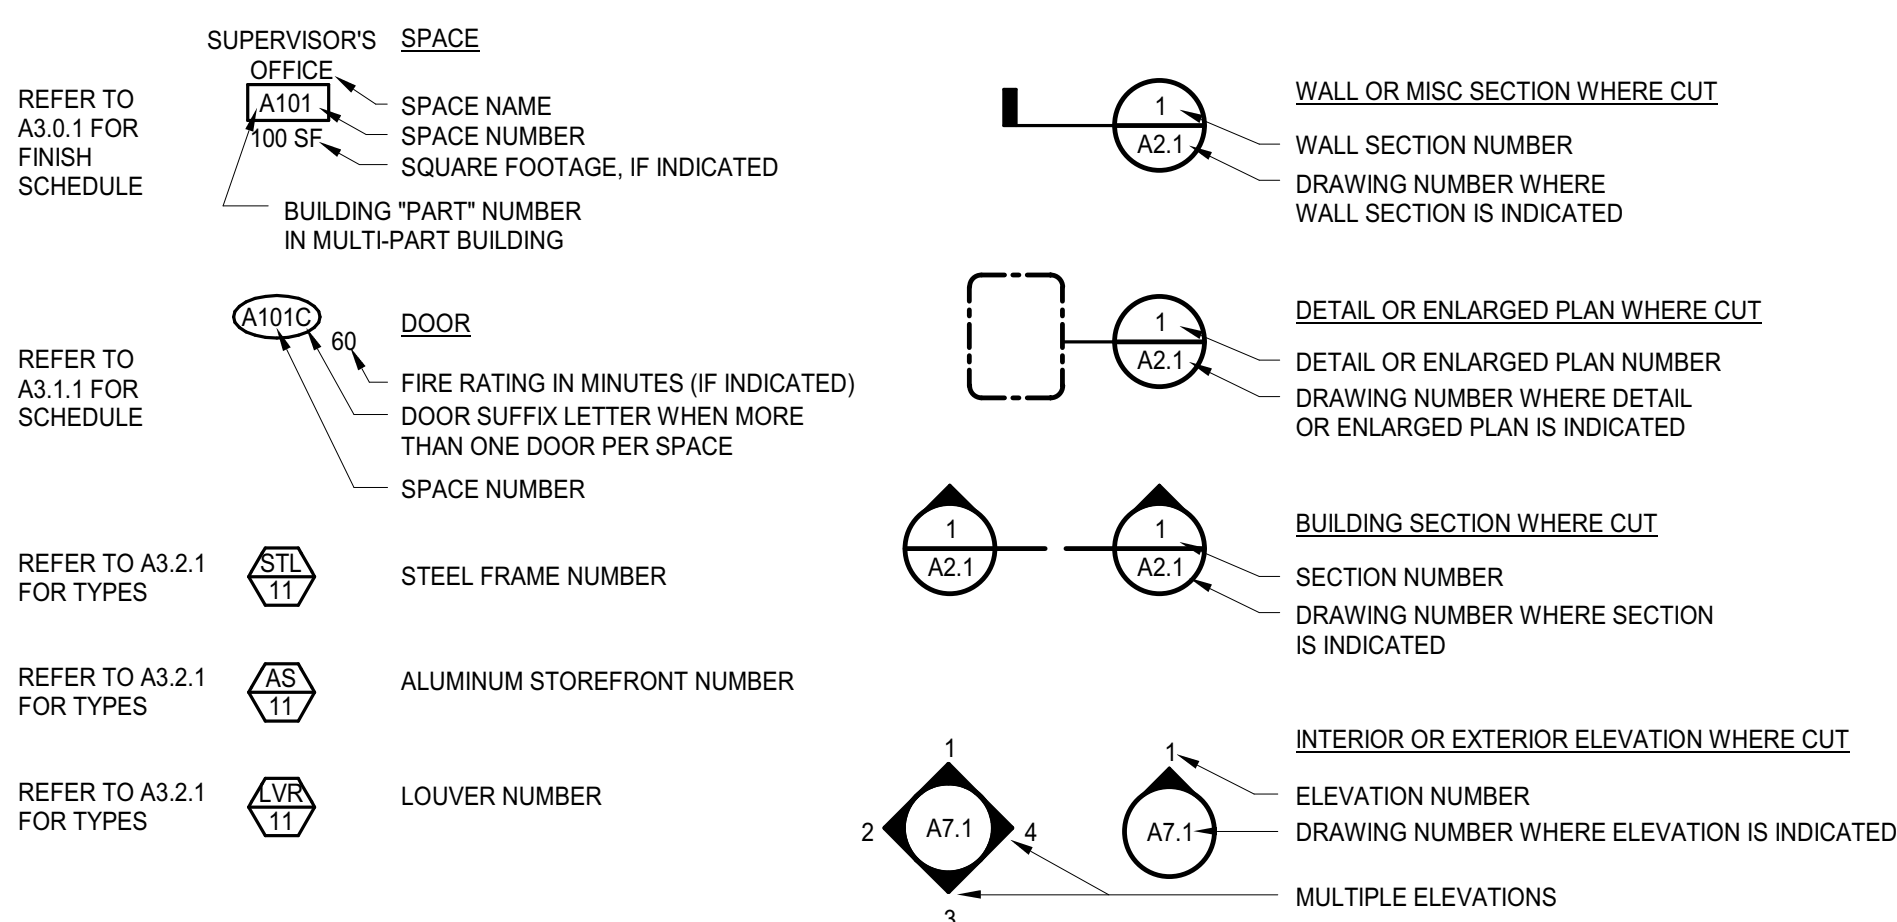 SUPERVISOR'S
OFFICE
SPACE
REFER TO
A3.0.1 FOR
FINISH
SCHEDULE
A101
100 SF
SPACE NAME
SPACE NUMBER
SQUARE FOOTAGE, IF INDICATED
BUILDING "PART" NUMBER
IN MULTI-PART BUILDING
REFER TO
A3.1.1 FOR
SCHEDULE
A101C
60
DOOR
FIRE RATING IN MINUTES (IF INDICATED)
DOOR SUFFIX LETTER WHEN MORE
THAN ONE DOOR PER SPACE
SPACE NUMBER
REFER TO A3.2.1
FOR TYPES
STL
11
STEEL FRAME NUMBER
REFER TO A3.2.1
FOR TYPES
AS
11
ALUMINUM STOREFRONT NUMBER
REFER TO A3.2.1
FOR TYPES
LVR
11
LOUVER NUMBER
1
A2.1
WALL OR MISC SECTION WHERE CUT
WALL SECTION NUMBER
DRAWING NUMBER WHERE
WALL SECTION IS INDICATED
1
A2.1
DETAIL OR ENLARGED PLAN WHERE CUT
DETAIL OR ENLARGED PLAN NUMBER
DRAWING NUMBER WHERE DETAIL
OR ENLARGED PLAN IS INDICATED
1
A2.1
1
A2.1
BUILDING SECTION WHERE CUT
SECTION NUMBER
DRAWING NUMBER WHERE SECTION
IS INDICATED
1
2
A7.1
4
3
1
A7.1
INTERIOR OR EXTERIOR ELEVATION WHERE CUT
ELEVATION NUMBER
DRAWING NUMBER WHERE ELEVATION IS INDICATED
MULTIPLE ELEVATIONS